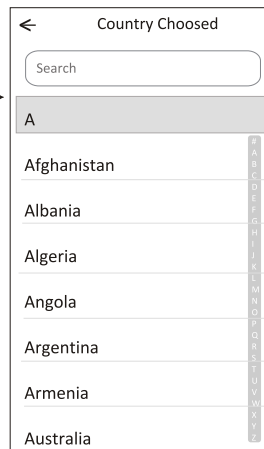 Country Choosed
Search
A
Afghanistan
Albania
Algeria
Angola
Argentina
Armenia
Australia
#
A
B
C
D
E
F
G
H
I
J
K
L
M
N
O
P
Q
R
S
T
U
V
W
X
Y
Z